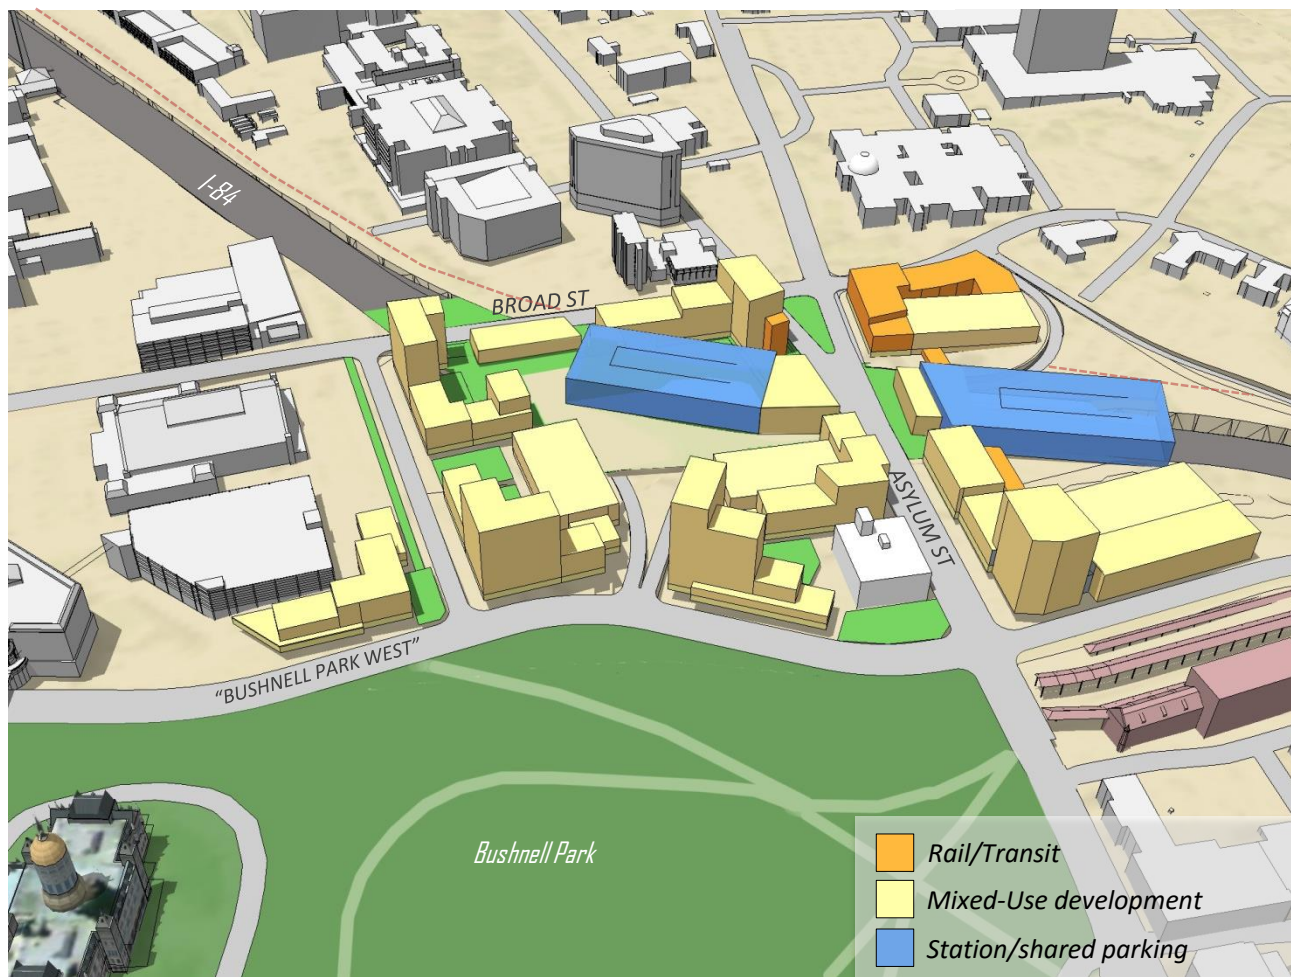 I-84
BROAD ST
ASYLUM ST
"BUSHNELL PARK WEST"
Bushnell Park
Rail/Transit
Mixed-Use development
Station/shared parking